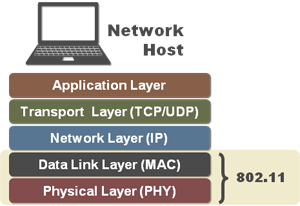 Network
Host
Application Layer
Transport Layer (TCP/UDP)
Network Layer (IP)
Data Link Layer (MAC)
Physical Layer (PHY)
802.11